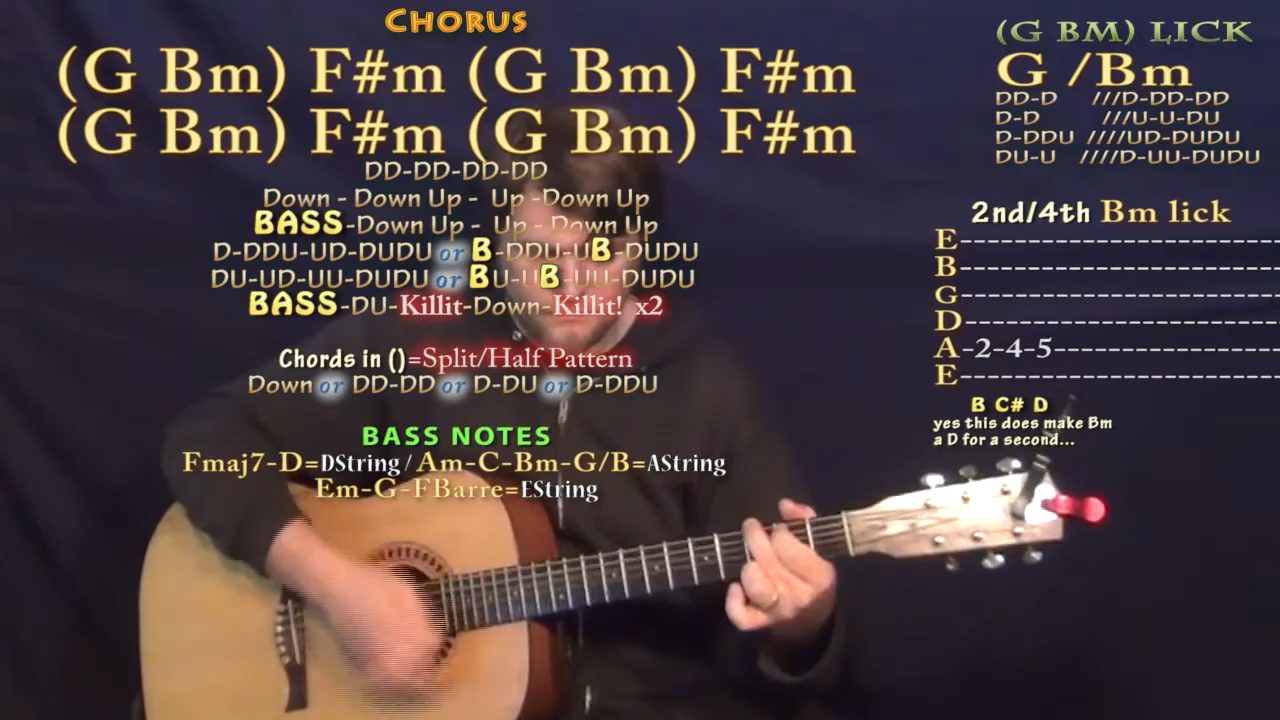 CHORUS
(G Bm) F#m (G Bm) F#m
(G Bm) F#m (G Bm) F#m
DD-DD-DD-DD
Down - Down Up - Up -Down Up
BASS-Down Up - Up - Down Up
D-DDU-UD-DUDU or B-DDU-UB-DUDU
DU-UD-UU-DUDU or BU-UB-UU-DUDU
BASS-DU-Killit-Down-Killit! x2
Chords in ()=Split/Half Pattern
Down or DD-DD or D-DU or D-DDU
BASS NOTES
Fmaj7-D=DString / Am-C-Bm-G/B=AString
Em-G-FBarre=EString
(G BM) LICK
G /Bm
DD-D ///D-DD-DD
D-D ///U-U-DU
D-DDU ////UD-DUDU
DU-U ////D-UU-DUDU
2nd/4th Bm lick
E------------------------
B------------------------
G------------------------
D------------------------
A-2-4-5-----------------
E------------------------
B C# D
yes this does make Bm
a D for a second...